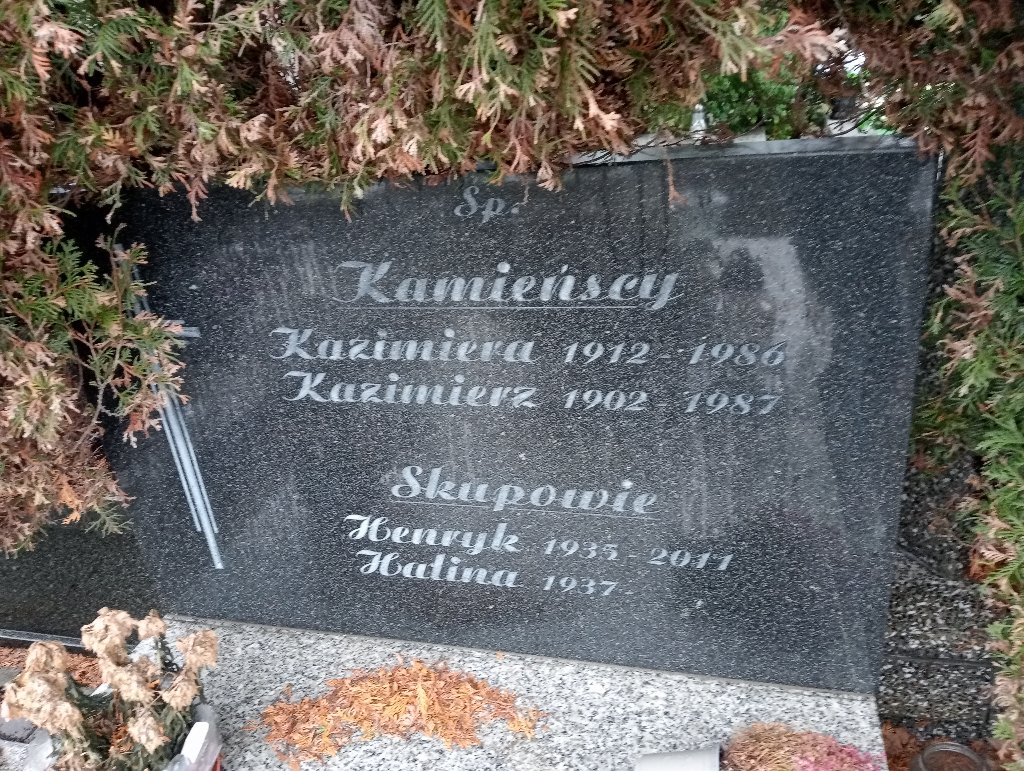 Śp.
Kamieńscy
Kazimiera 1912 - 1986
Kazimierz 1902 1987
Skupowie
Henryk 1935 - 2011
Halina 1937 -